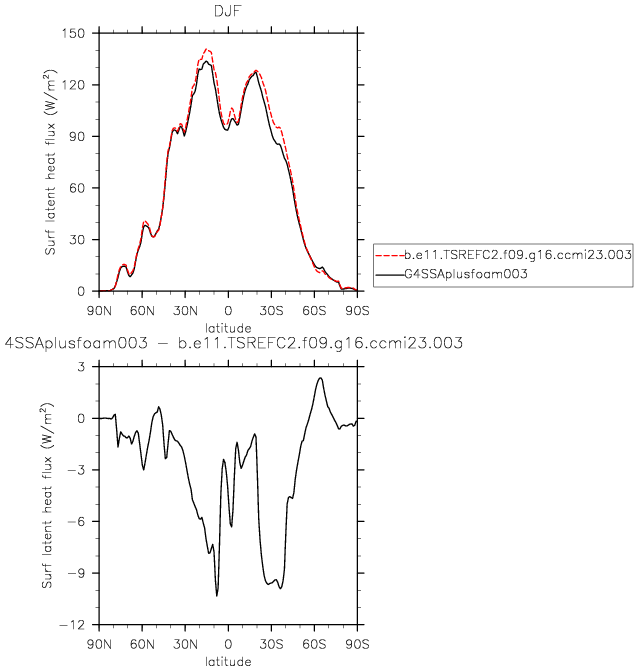 DJF
150
120
90
60
30
0
Surf latent heat flux (W/m²)
90N 60N 30N 0 30S 60S 90S
latitude
b.e11.TSREFC2.f09.g16.ccmi23.003
G4SSAplusfoam003
4SSAplusfoam003 − b.e11.TSREFC2.f09.g16.ccmi23.003
3
0
−3
−6
−9
−12
Surf latent heat flux (W/m²)
90N 60N 30N 0 30S 60S 90S
latitude